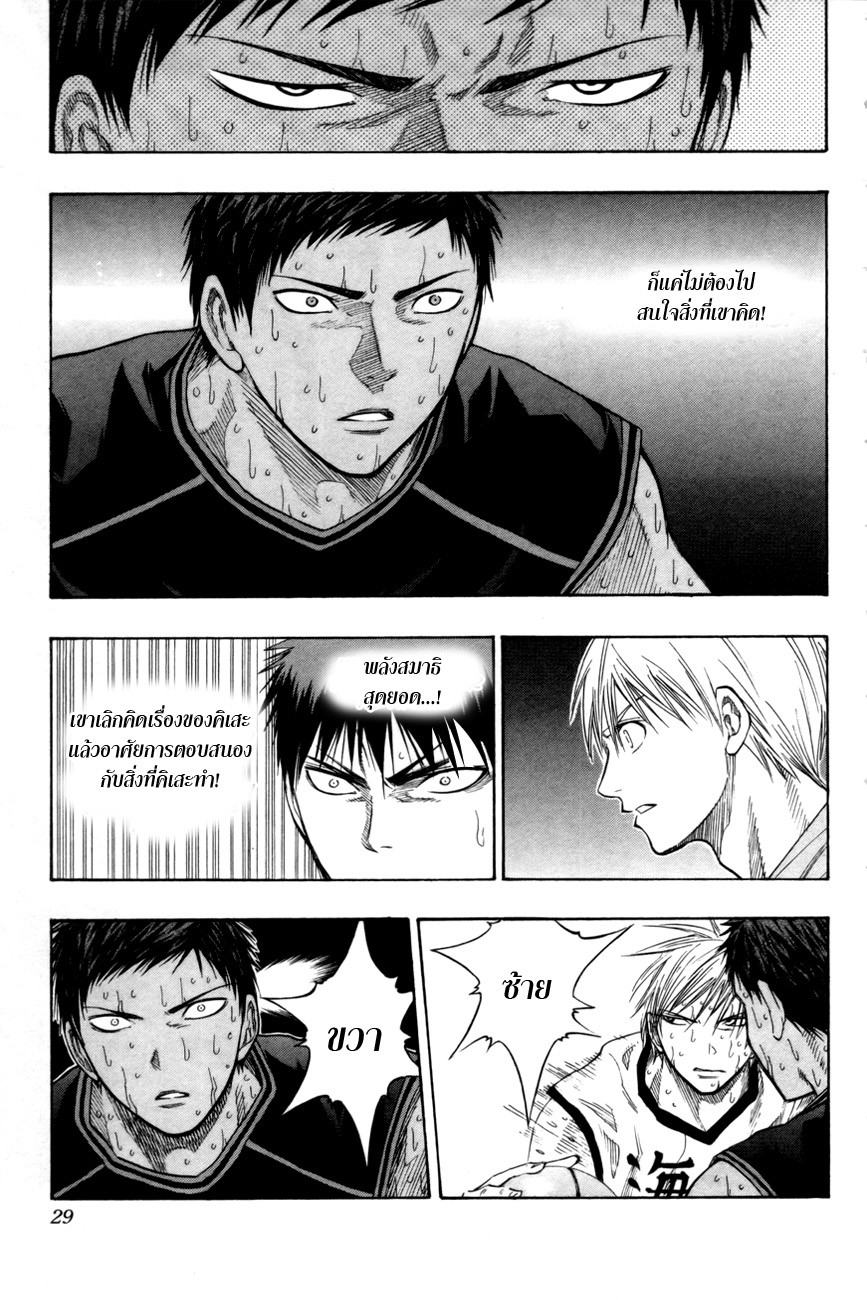 ก็แค่ไม่ต้องไป
สนใจสิ่งที่เขาคิด!
พลังสมาธิ
สุดยอด...!
เขาเลิกคิดเรื่องของคิเสะ
แล้วอาศัยการตอบสนอง
กับสิ่งที่คิเสะทำ!
ซ้าย
ขวา
海
29